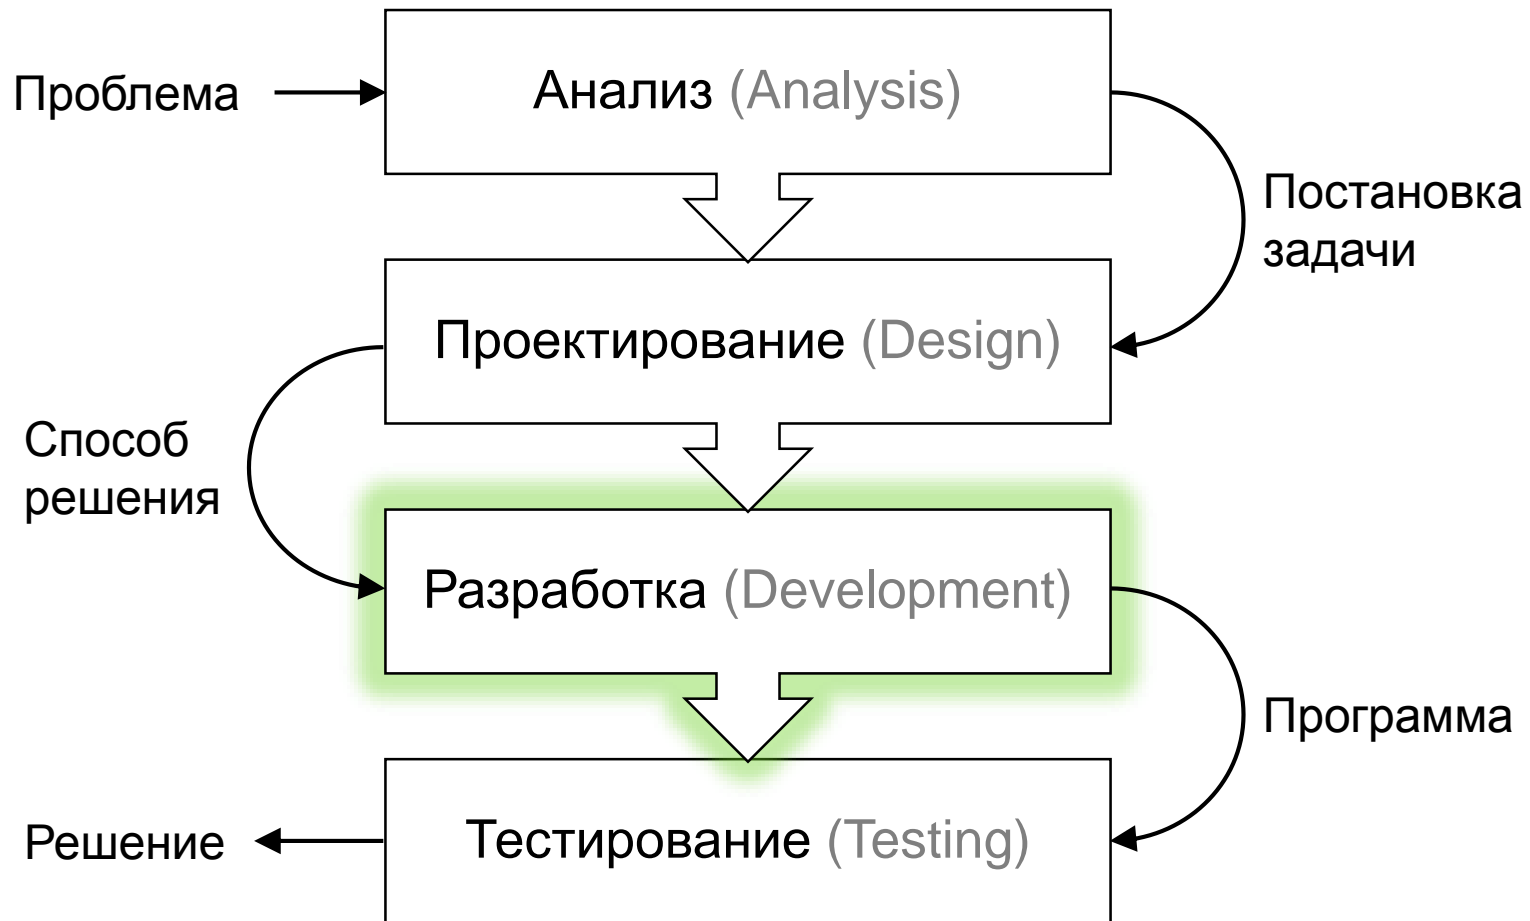 Проблема
Анализ (Analysis)
Постановка
задачи
Проектирование (Design)
Способ
решения
Разработка (Development)
Программа
Решение
Тестирование (Testing)